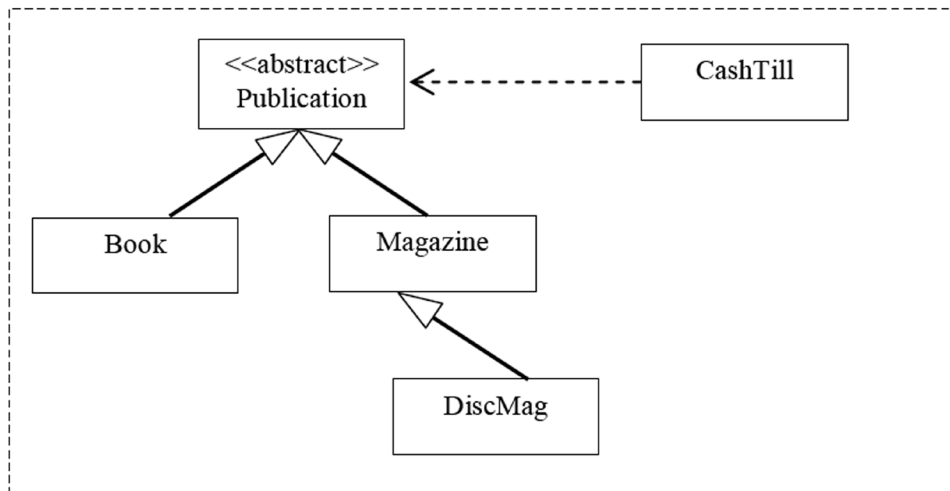 <<abstract>>
Publication
CashTill
Book
Magazine
DiscMag